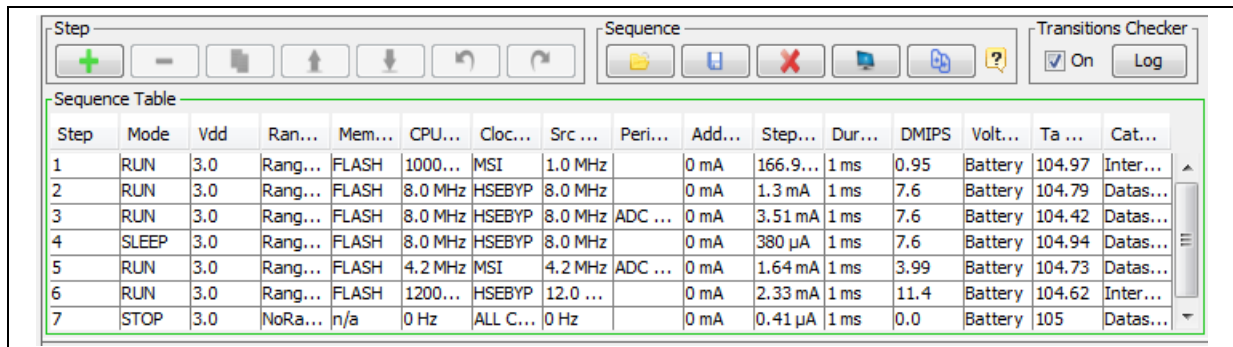 Step Sequence Transitions Checker
On Log
Sequence Table
Step Mode Vdd Ran... Mem... CPU... Cloc... Src ... Peri... Add... Step... Dur... DMIPS Volt... Ta ... Cat...
1 RUN 3.0 Rang... FLASH 1000... MSI 1.0 MHz 0 mA 166.9... 1 ms 0.95 Battery 104.97 Inter...
2 RUN 3.0 Rang... FLASH 8.0 MHz HSEBYP 8.0 MHz 0 mA 1.3 mA 1 ms 7.6 Battery 104.79 Datas...
3 RUN 3.0 Rang... FLASH 8.0 MHz HSEBYP 8.0 MHz ADC ... 0 mA 3.51 mA 1 ms 7.6 Battery 104.42 Datas...
4 SLEEP 3.0 Rang... FLASH 8.0 MHz HSEBYP 8.0 MHz 0 mA 380 µA 1 ms 7.6 Battery 104.94 Datas...
5 RUN 3.0 Rang... FLASH 4.2 MHz MSI 4.2 MHz ADC ... 0 mA 1.64 mA 1 ms 3.99 Battery 104.73 Datas...
6 RUN 3.0 Rang... FLASH 1200... HSEBYP 12.0 ... 0 mA 2.33 mA 1 ms 11.4 Battery 104.62 Inter...
7 STOP 3.0 NoRa... n/a 0 Hz ALL C... 0 Hz 0 mA 0.41 µA 1 ms 0.0 Battery 105 Datas...